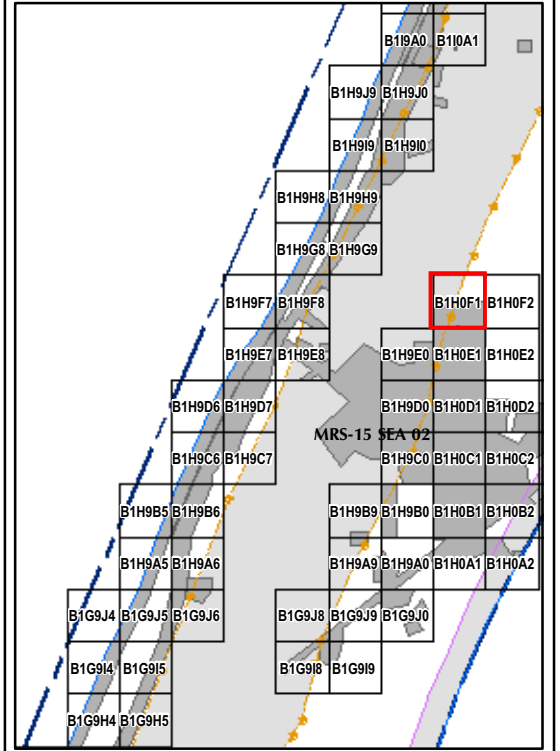 B1I9A0 B1I0A1
B1H9J9 B1H9J0
B1H9I9 B1H9I0
B1H9H8 B1H9H9
B1H9G8 B1H9G9
B1H9F7 B1H9F8 B1H0F1 B1H0F2
B1H9E7 B1H9E8 B1H9E0 B1H0E1 B1H0E2
B1H9D6 B1H9D7 B1H9D0 B1H0D1 B1H0D2
MRS-15 SEA 02
B1H9C6 B1H9C7 B1H9C0 B1H0C1 B1H0C2
B1H9B5 B1H9B6 B1H9B9 B1H9B0 B1H0B1 B1H0B2
B1H9A5 B1H9A6 B1H9A9 B1H9A0 B1H0A1 B1H0A2
B1G9J4 B1G9J5 B1G9J6 B1G9J8 B1G9J9 B1G9J0
B1G9I4 B1G9I5 B1G9I8 B1G9I9
B1G9H4 B1G9H5